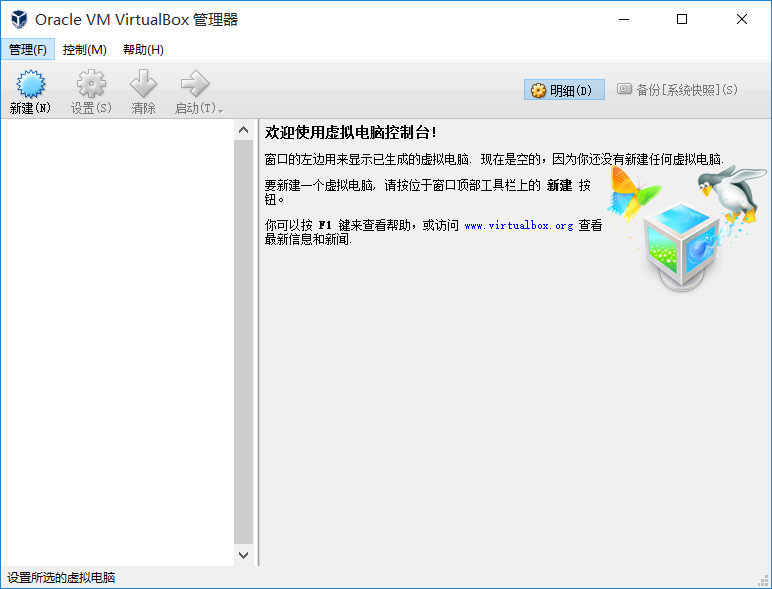 Oracle VM VirtualBox 管理器
管理(F) 控制(M) 帮助(H)
新建(N) 设置(S) 清除 启动(T) 明细(D) 备份[系统快照](S)
欢迎使用虚拟电脑控制台!
窗口的左边用来显示已生成的虚拟电脑. 现在是空的, 因为你还没有新建任何虚拟电脑.
要新建一个虚拟电脑, 请按位于窗口顶部工具栏上的 新建 按
钮。
你可以按 F1 键来查看帮助, 或访问 www.virtualbox.org 查看
最新信息和新闻.
设置所选的虚拟电脑